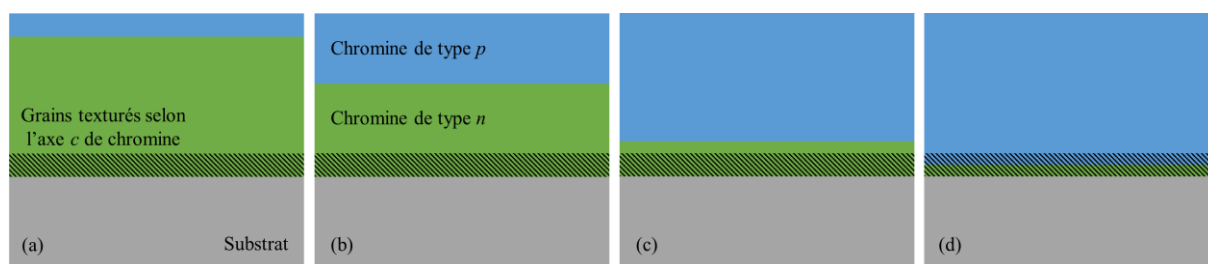 Grains texturés selon
l'axe c de chromine
(a)
Substrat
Chromine de type p
Chromine de type n
(b)
(c)
(d)